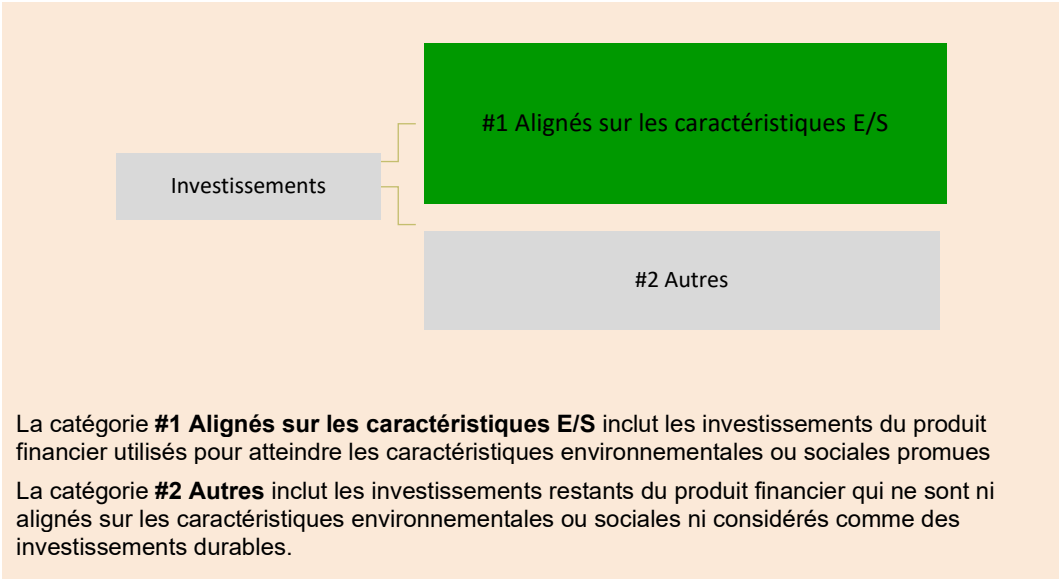 #1 Alignés sur les caractéristiques E/S
Investissements
#2 Autres
La catégorie #1 Alignés sur les caractéristiques E/S inclut les investissements du produit
financier utilisés pour atteindre les caractéristiques environnementales ou sociales promues
La catégorie #2 Autres inclut les investissements restants du produit financier qui ne sont ni
alignés sur les caractéristiques environnementales ou sociales ni considérés comme des
investissements durables.